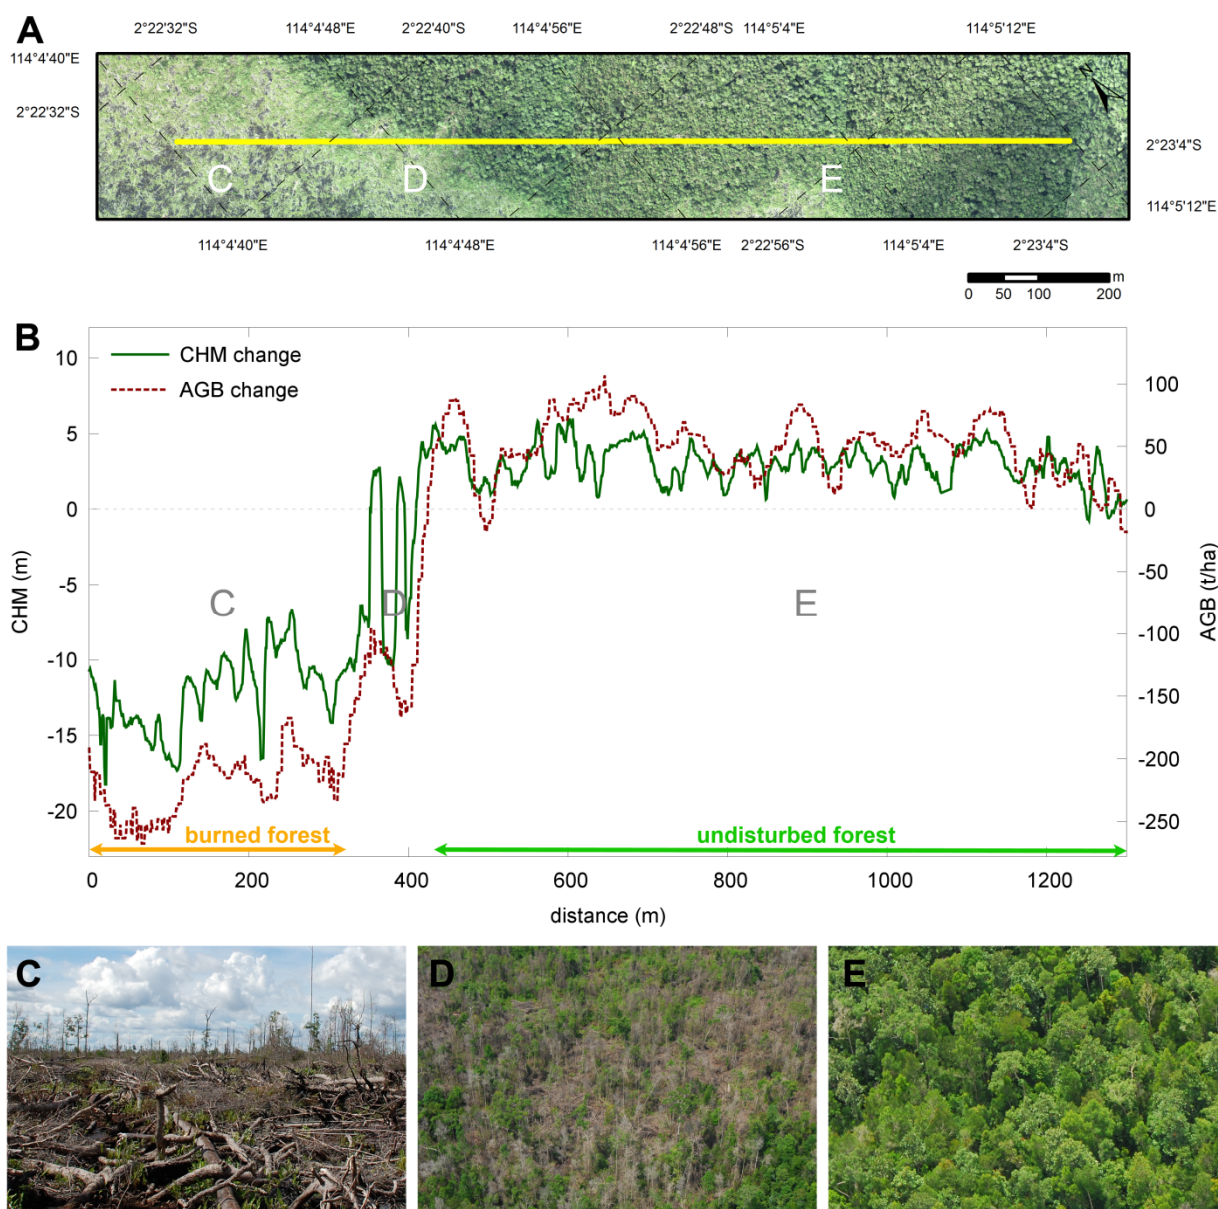 A
2°22'32"S 114°4'48"E 2°22'40"S 114°4'56"E 2°22'48"S 114°5'4"E 114°5'12"E
114°4'40"E
2°22'32"S
N
2°23'4"S
C D E
114°5'12"E
114°4'40"E 114°4'48"E 114°4'56"E 2°22'56"S 114°5'4"E 2°23'4"S
m
0 50 100 200
B
CHM change
AGB change
10
5
0
-5
-10
-15
-20
CHM (m)
100
50
0
-50
-100
-150
-200
-250
AGB (t/ha)
C D E
burned forest undisturbed forest
0 200 400 600 800 1000 1200
distance (m)
C D E